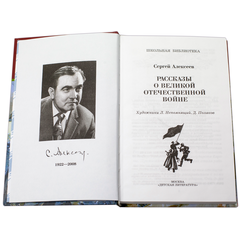 1922–2008
ШКОЛЬНАЯ БИБЛИОТЕКА
Сергей Алексеев
РАССКАЗЫ
О ВЕЛИКОЙ
ОТЕЧЕСТВЕННОЙ
ВОЙНЕ
МОСКВА
«ДЕТСКАЯ ЛИТЕРАТУРА»